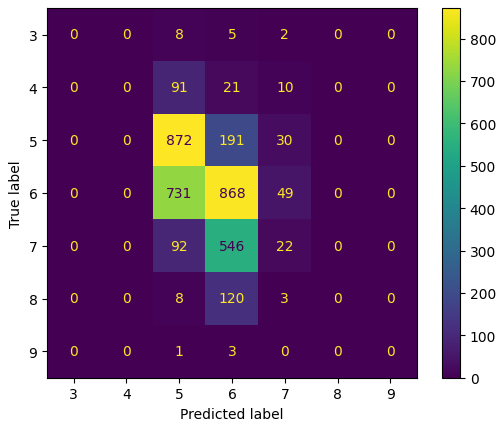 3 0 0 8 5 2 0 0
4 0 0 91 21 10 0 0
5 0 0 872 191 30 0 0
6 0 0 731 868 49 0 0
7 0 0 92 546 22 0 0
8 0 0 8 120 3 0 0
9 0 0 1 3 0 0 0
3 4 5 6 7 8 9
Predicted label
True label
800
700
600
500
400
300
200
100
0